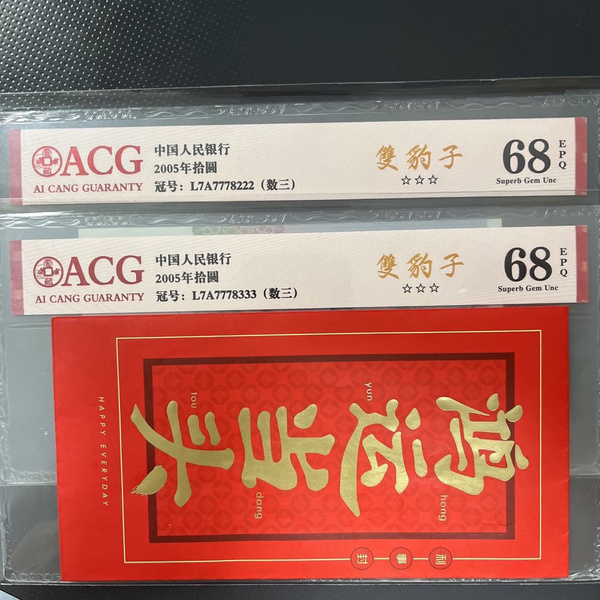 ACG
AI CANG GUARANTY
中国人民银行
2005年拾圆
冠号：L7A7778222（数三）
雙豹子
☆☆☆
68
EPQ
Superb Gem Unc
ACG
AI CANG GUARANTY
中国人民银行
2005年拾圆
冠号：L7A7778333（数三）
雙豹子
☆☆☆
68
EPQ
Superb Gem Unc
鸿运当头
hong
yun
dang
tou
HAPPY EVERYDAY
利事封